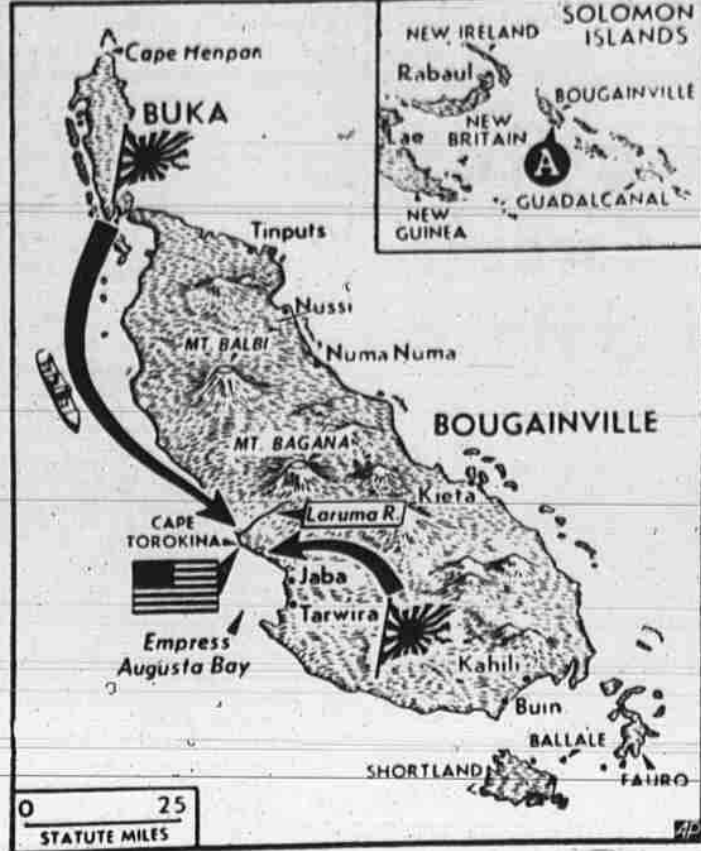 Cape Henpan
BUKA
SOLOMON
ISLANDS
NEW IRELAND
Rabaul
BOUGAINVILLE
NEW
BRITAIN
Lae
A
GUADALCANAL
NEW
GUINEA
Tinputs
Nussi
MT. BALBI
Numa Numa
BOUGAINVILLE
MT. BAGANA
Kieta
Laruma R.
CAPE
TOROKINA
Jaba
Tarwira
Empress
Augusta Bay
Kahili
Buin
BALLALE
SHORTLAND
FAURO
0 25
STATUTE MILES
AP